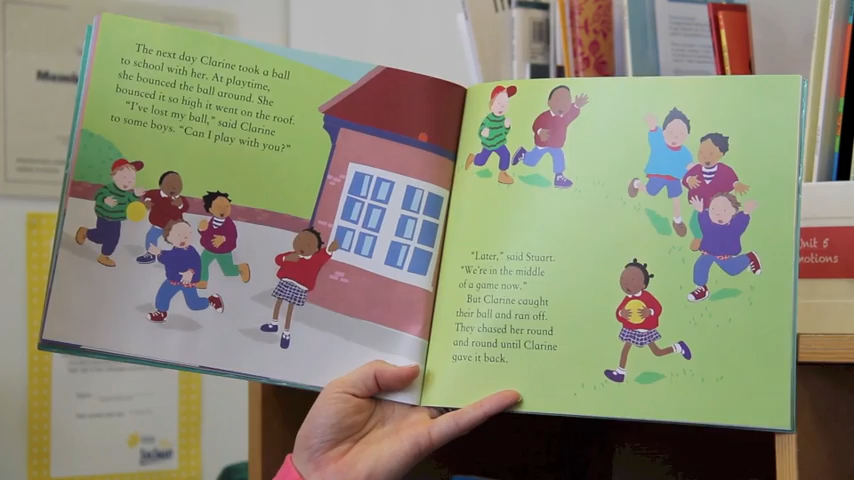 The next day Clarine took a ball
to school with her. At playtime,
she bounced the ball around. She
bounced it so high it went on the roof.
"I've lost my ball," said Clarine
to some boys. "Can I play with you?"
"Later," said Stuart.
"We're in the middle
of a game now."
But Clarine caught
their ball and ran off.
They chased her round
and round until Clarine
gave it back.
Unit 5